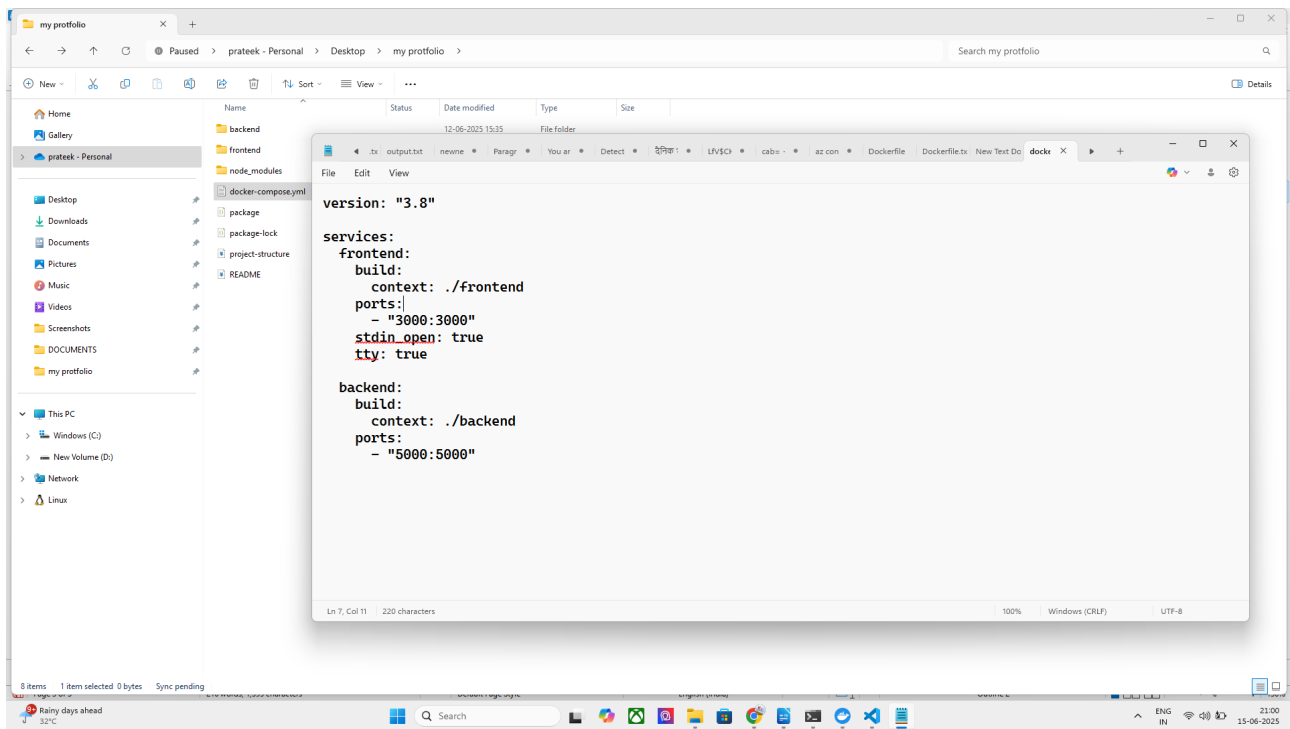 my protfolio
Paused > prateek - Personal > Desktop > my protfolio >
Search my protfolio
New
Sort
View
Details
Home
Gallery
prateek - Personal
Desktop
Downloads
Documents
Pictures
Music
Videos
Screenshots
DOCUMENTS
my protfolio
This PC
Windows (C:)
New Volume (D:)
Network
Linux
Name Status Date modified Type Size
backend 12-06-2025 15:35 File folder
frontend
node_modules
docker-compose.yml
package
package-lock
project-structure
README
.tx output.txt newne Paragr You ar Detect दैनिक LfV$Ch cab= - az con Dockerfile Dockerfile.tx New Text Do docke
File Edit View
version: "3.8"
services:
frontend:
build:
context: ./frontend
ports:
- "3000:3000"
stdin_open: true
tty: true
backend:
build:
context: ./backend
ports:
- "5000:5000"
Ln 7, Col 11 220 characters 100% Windows (CRLF) UTF-8
8 items 1 item selected 0 bytes Sync pending
9+
Rainy days ahead
32°C
Search
ENG
IN
21:00
15-06-2025